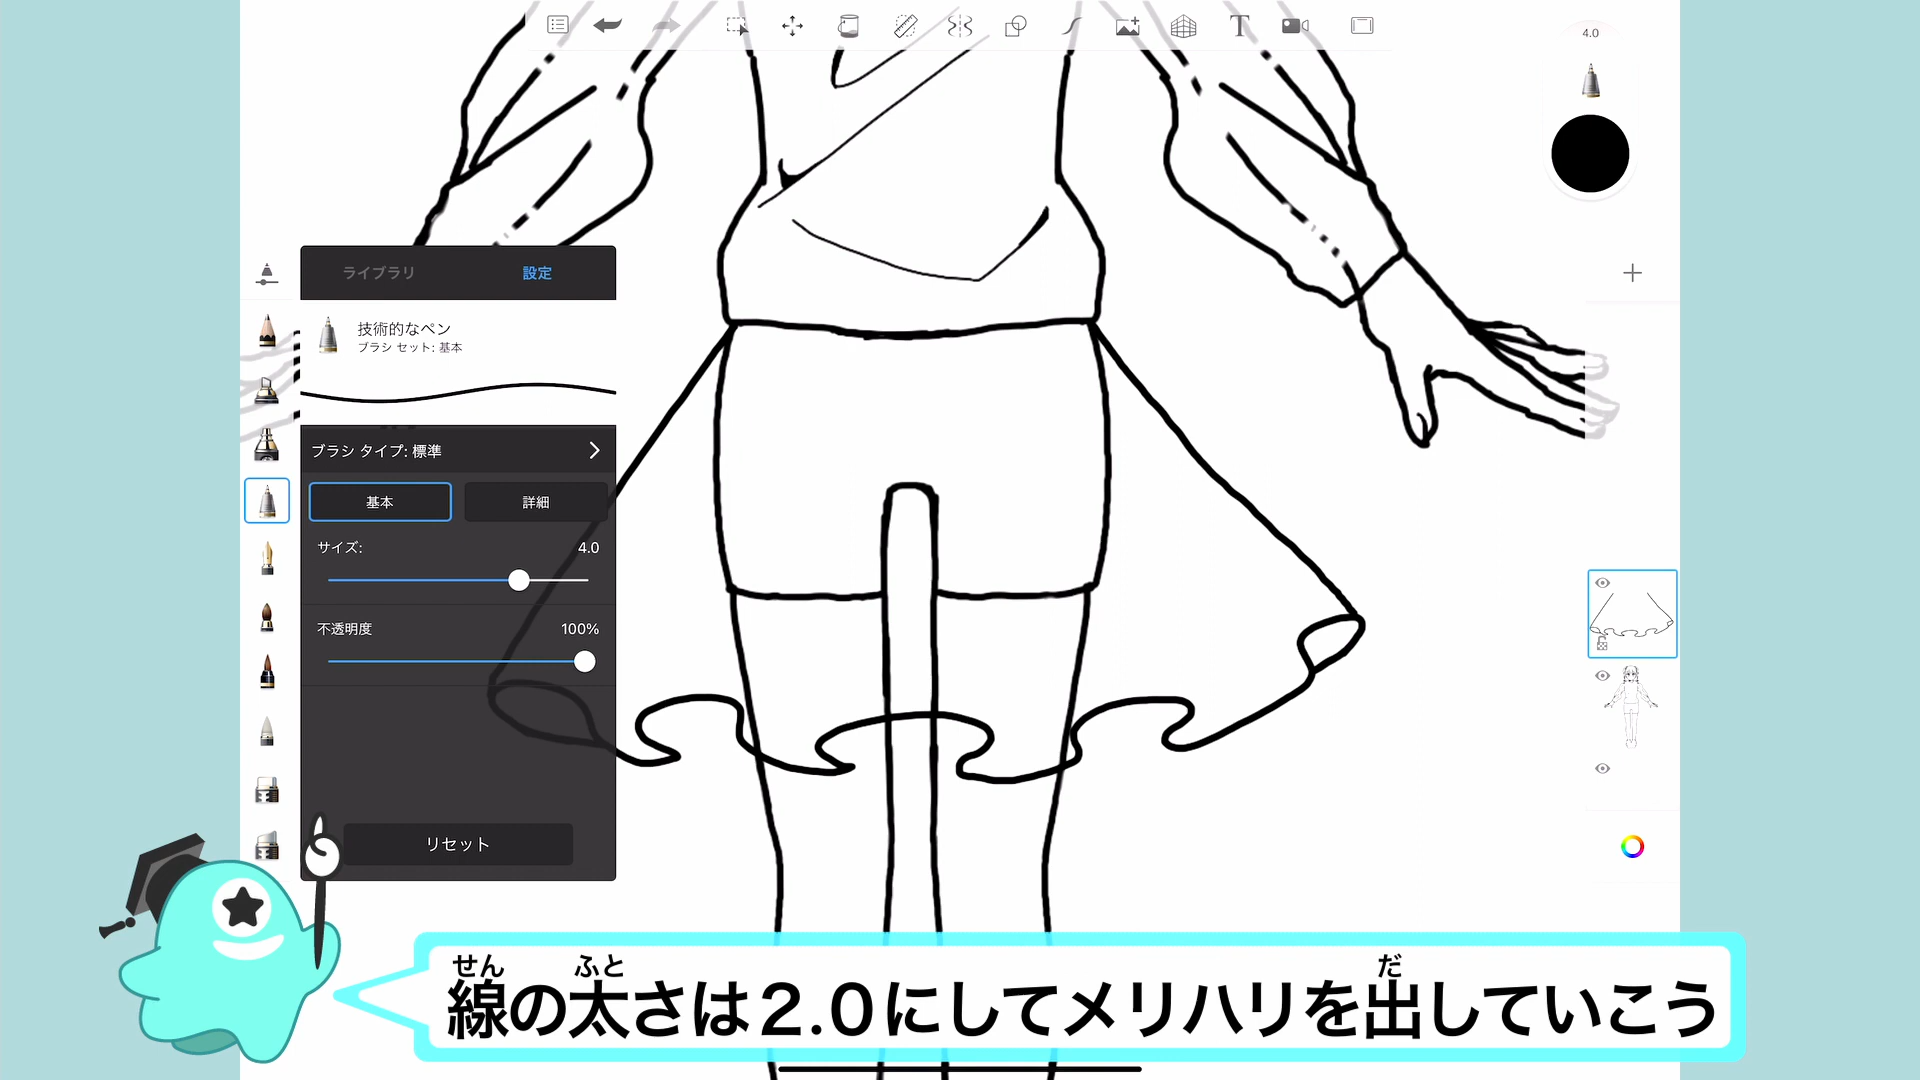 T
4.0
ライブラリ
設定
技術的なペン
ブラシ セット: 基本
ブラシ タイプ: 標準
基本
詳細
サイズ:
4.0
不透明度
100%
リセット
せん ふと だ
線の太さは2.0にしてメリハリを出していこう